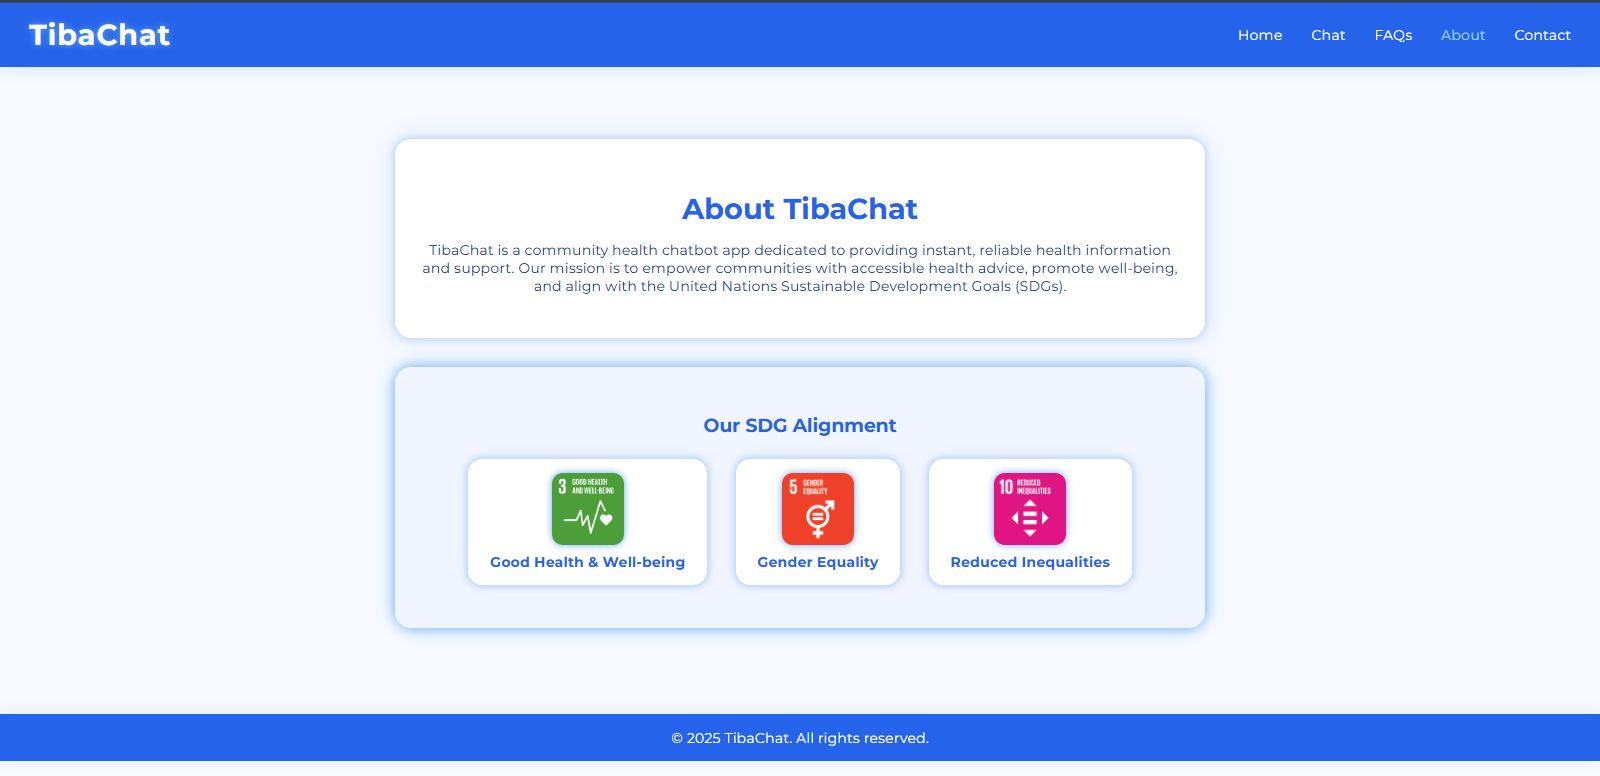 TibaChat
Home Chat FAQs About Contact
About TibaChat
TibaChat is a community health chatbot app dedicated to providing instant, reliable health information
and support. Our mission is to empower communities with accessible health advice, promote well-being,
and align with the United Nations Sustainable Development Goals (SDGs).
Our SDG Alignment
3 GOOD HEALTH
AND WELL-BEING
Good Health & Well-being
5 GENDER
EQUALITY
Gender Equality
10 REDUCED
INEQUALITIES
Reduced Inequalities
© 2025 TibaChat. All rights reserved.